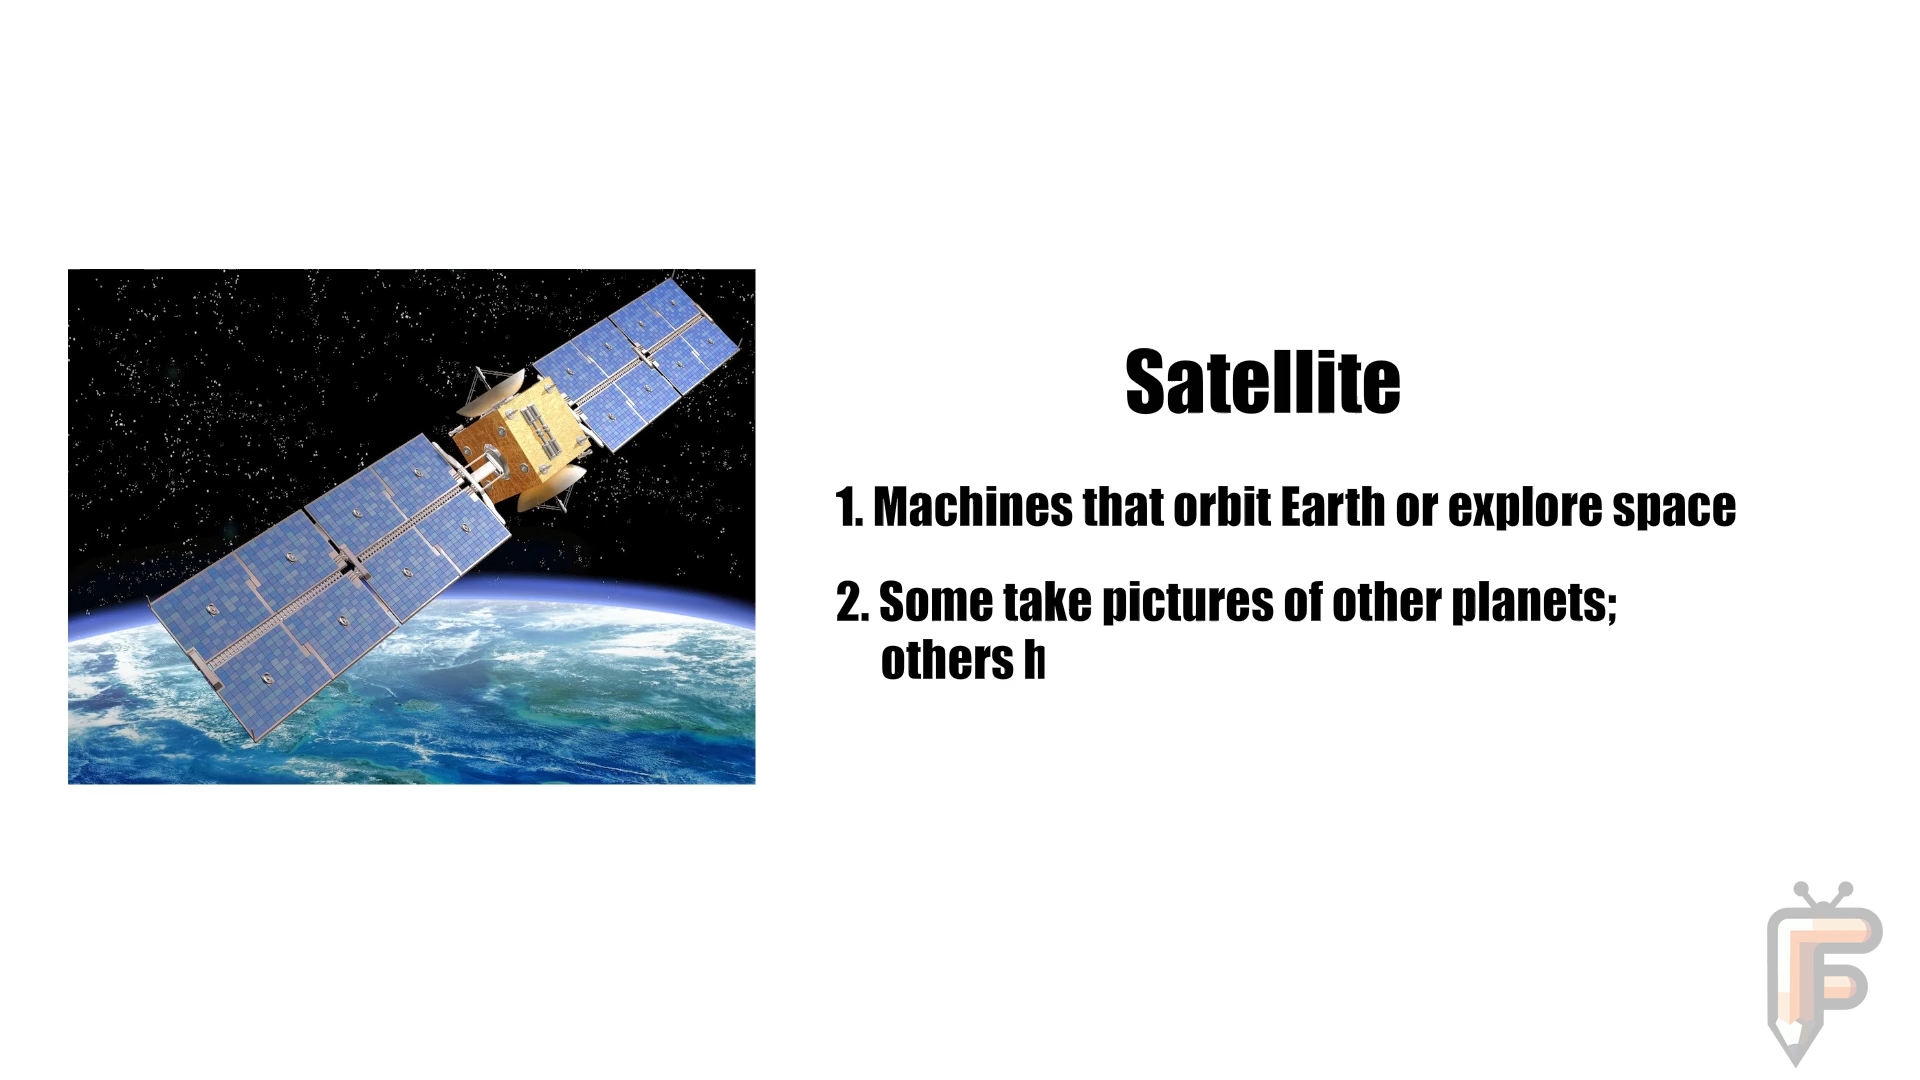 Satellite
1. Machines that orbit Earth or explore space
2. Some take pictures of other planets;
others h